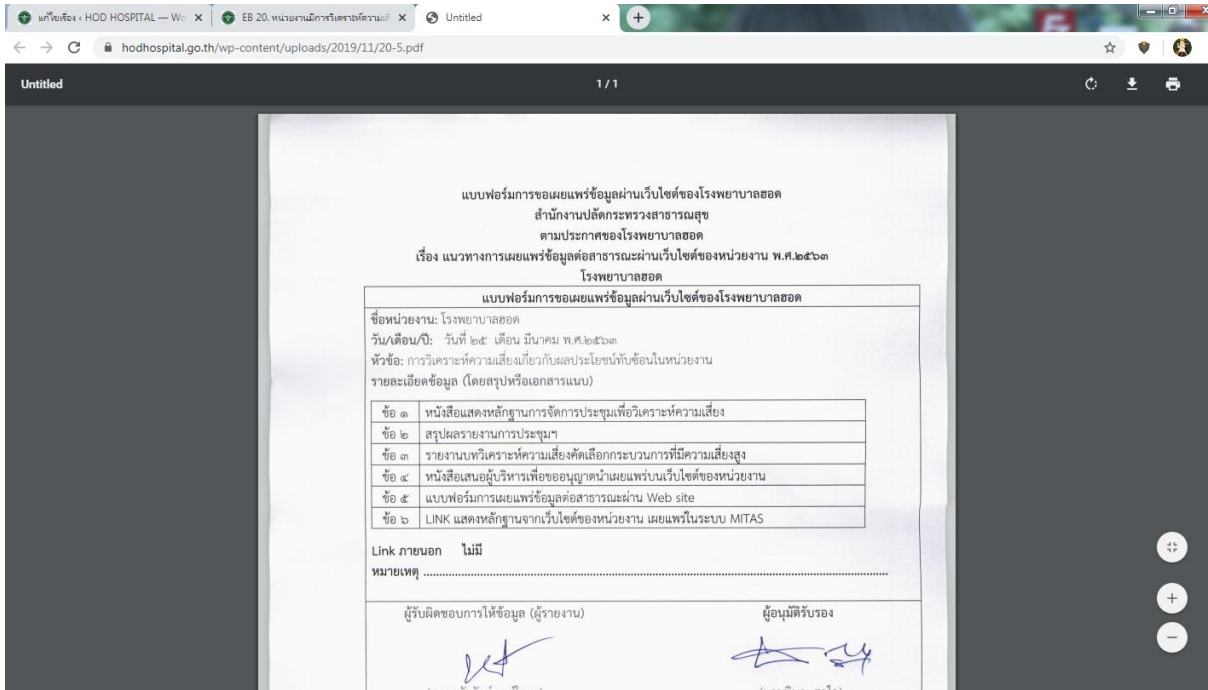 แก้ไขเรื่อง ‹ HOD HOSPITAL — Wo
EB 20. หน่วยงานมีการวิเคราะห์ความเสี
Untitled
hodhospital.go.th/wp-content/uploads/2019/11/20-5.pdf
Untitled
1 / 1
แบบฟอร์มการขอเผยแพร่ข้อมูลผ่านเว็บไซต์ของโรงพยาบาลฮอด
สำนักงานปลัดกระทรวงสาธารณสุข
ตามประกาศของโรงพยาบาลฮอด
เรื่อง แนวทางการเผยแพร่ข้อมูลต่อสาธารณะผ่านเว็บไซต์ของหน่วยงาน พ.ศ.๒๕๖๓
โรงพยาบาลฮอด
แบบฟอร์มการขอเผยแพร่ข้อมูลผ่านเว็บไซต์ของโรงพยาบาลฮอด
ชื่อหน่วยงาน: โรงพยาบาลฮอด
วัน/เดือน/ปี: วันที่ ๒๕ เดือน มีนาคม พ.ศ.๒๕๖๓
หัวข้อ: การวิเคราะห์ความเสี่ยงเกี่ยวกับผลประโยชน์ทับซ้อนในหน่วยงาน
รายละเอียดข้อมูล (โดยสรุปหรือเอกสารแนบ)
ข้อ ๑ หนังสือแสดงหลักฐานการจัดการประชุมเพื่อวิเคราะห์ความเสี่ยง
ข้อ ๒ สรุปผลรายงานการประชุมฯ
ข้อ ๓ รายงานบทวิเคราะห์ความเสี่ยงคัดเลือกกระบวนการที่มีความเสี่ยงสูง
ข้อ ๔ หนังสือเสนอผู้บริหารเพื่อขออนุญาตนำเผยแพร่บนเว็บไซต์ของหน่วยงาน
ข้อ ๕ แบบฟอร์มการเผยแพร่ข้อมูลต่อสาธารณะผ่าน Web site
ข้อ ๖ LINK แสดงหลักฐานจากเว็บไซต์ของหน่วยงาน เผยแพร่ในระบบ MITAS
Link ภายนอก ไม่มี
หมายเหตุ ........................................................................................................
ผู้รับผิดชอบการให้ข้อมูล (ผู้รายงาน) ผู้อนุมัติรับรอง